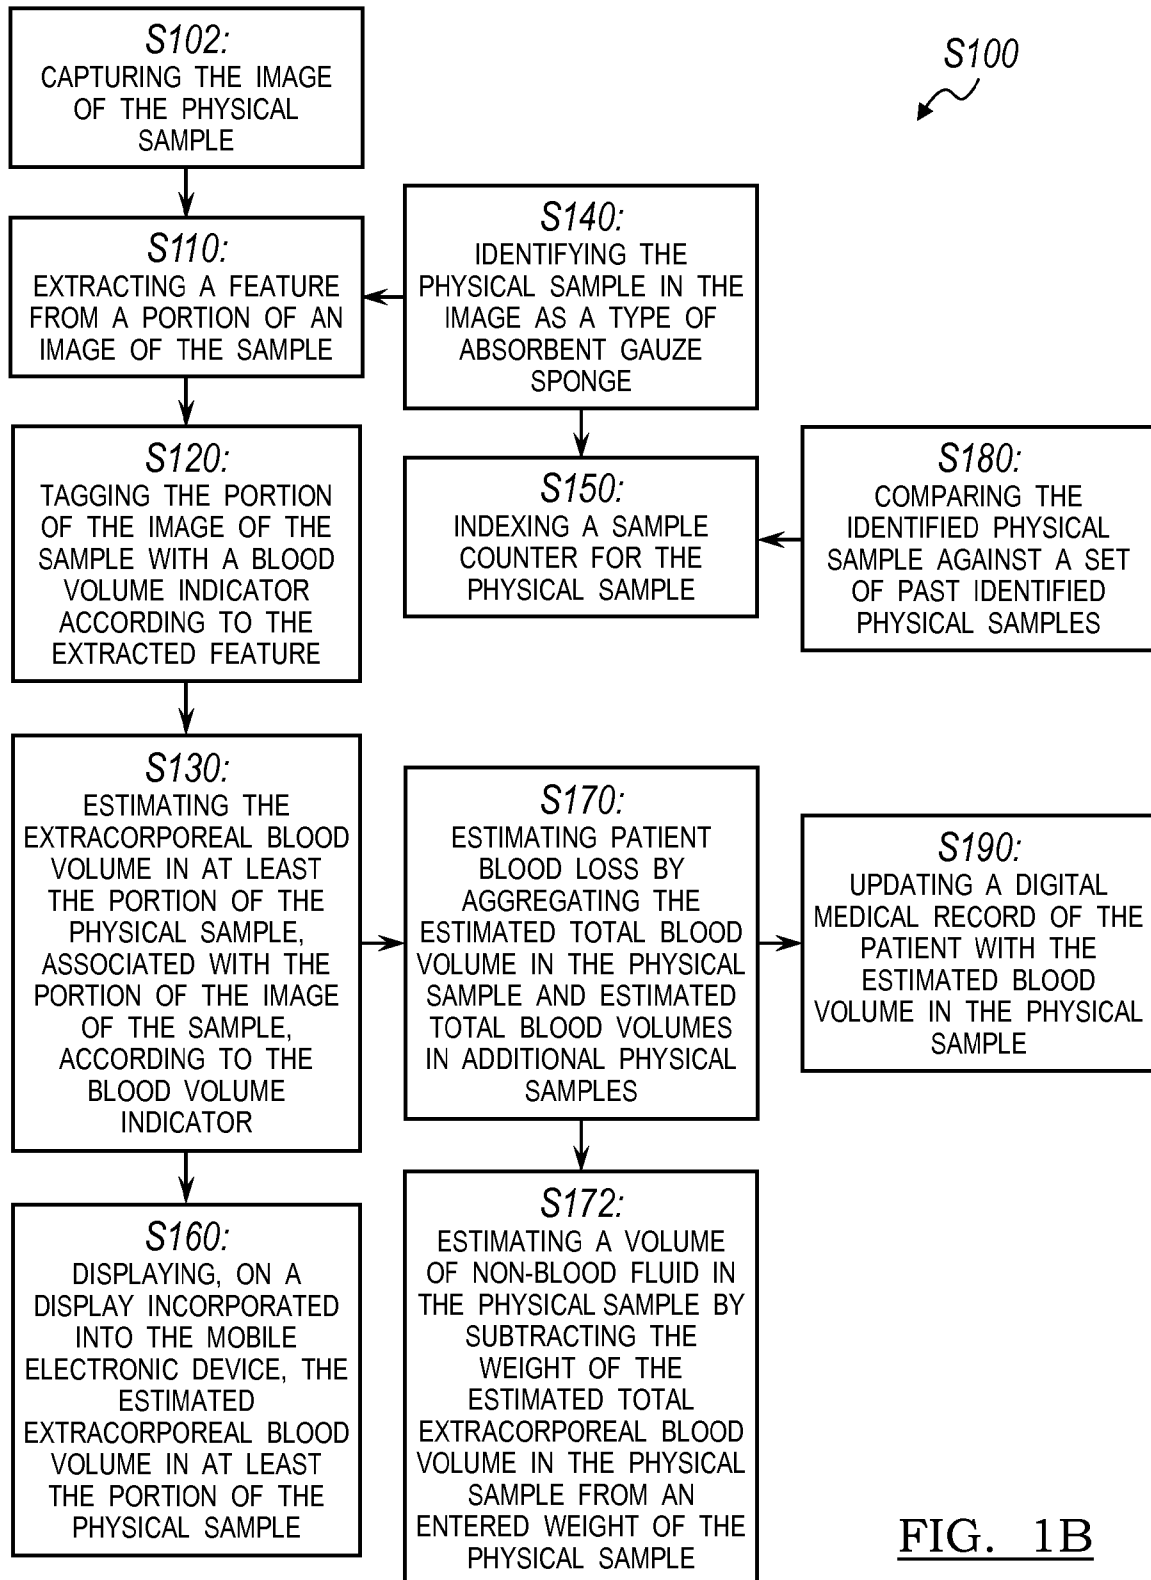 S102:
CAPTURING THE IMAGE
OF THE PHYSICAL
SAMPLE
S100
S110:
EXTRACTING A FEATURE
FROM A PORTION OF AN
IMAGE OF THE SAMPLE
S140:
IDENTIFYING THE
PHYSICAL SAMPLE IN THE
IMAGE AS A TYPE OF
ABSORBENT GAUZE
SPONGE
S120:
TAGGING THE PORTION
OF THE IMAGE OF THE
SAMPLE WITH A BLOOD
VOLUME INDICATOR
ACCORDING TO THE
EXTRACTED FEATURE
S150:
INDEXING A SAMPLE
COUNTER FOR THE
PHYSICAL SAMPLE
S180:
COMPARING THE
IDENTIFIED PHYSICAL
SAMPLE AGAINST A SET
OF PAST IDENTIFIED
PHYSICAL SAMPLES
S130:
ESTIMATING THE
EXTRACORPOREAL BLOOD
VOLUME IN AT LEAST
THE PORTION OF THE
PHYSICAL SAMPLE,
ASSOCIATED WITH THE
PORTION OF THE IMAGE
OF THE SAMPLE,
ACCORDING TO THE
BLOOD VOLUME
INDICATOR
S170:
ESTIMATING PATIENT
BLOOD LOSS BY
AGGREGATING THE
ESTIMATED TOTAL BLOOD
VOLUME IN THE PHYSICAL
SAMPLE AND ESTIMATED
TOTAL BLOOD VOLUMES
IN ADDITIONAL PHYSICAL
SAMPLES
S190:
UPDATING A DIGITAL
MEDICAL RECORD OF THE
PATIENT WITH THE
ESTIMATED BLOOD
VOLUME IN THE PHYSICAL
SAMPLE
S160:
DISPLAYING, ON A
DISPLAY INCORPORATED
INTO THE MOBILE
ELECTRONIC DEVICE, THE
ESTIMATED
EXTRACORPOREAL BLOOD
VOLUME IN AT LEAST
THE PORTION OF THE
PHYSICAL SAMPLE
S172:
ESTIMATING A VOLUME
OF NON-BLOOD FLUID IN
THE PHYSICAL SAMPLE BY
SUBTRACTING THE
WEIGHT OF THE
ESTIMATED TOTAL
EXTRACORPOREAL BLOOD
VOLUME IN THE PHYSICAL
SAMPLE FROM AN
ENTERED WEIGHT OF THE
PHYSICAL SAMPLE
FIG. 1B